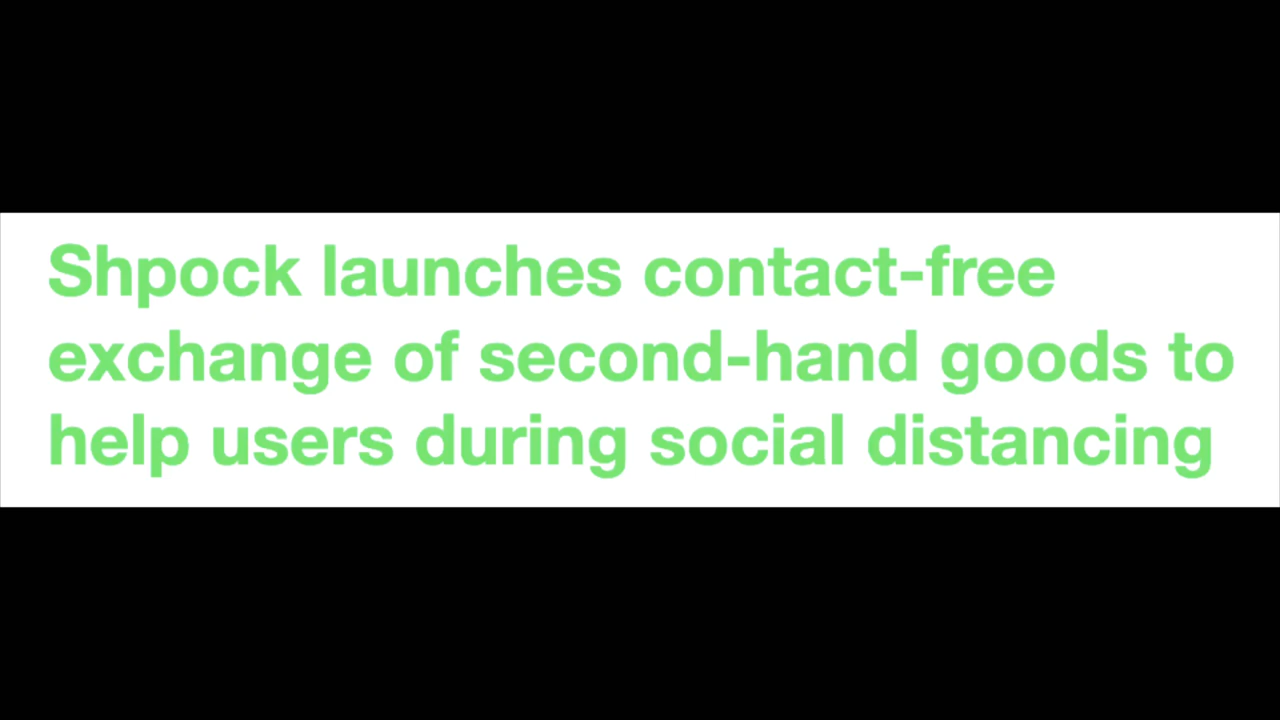 Shpock launches contact-free
exchange of second-hand goods to
help users during social distancing